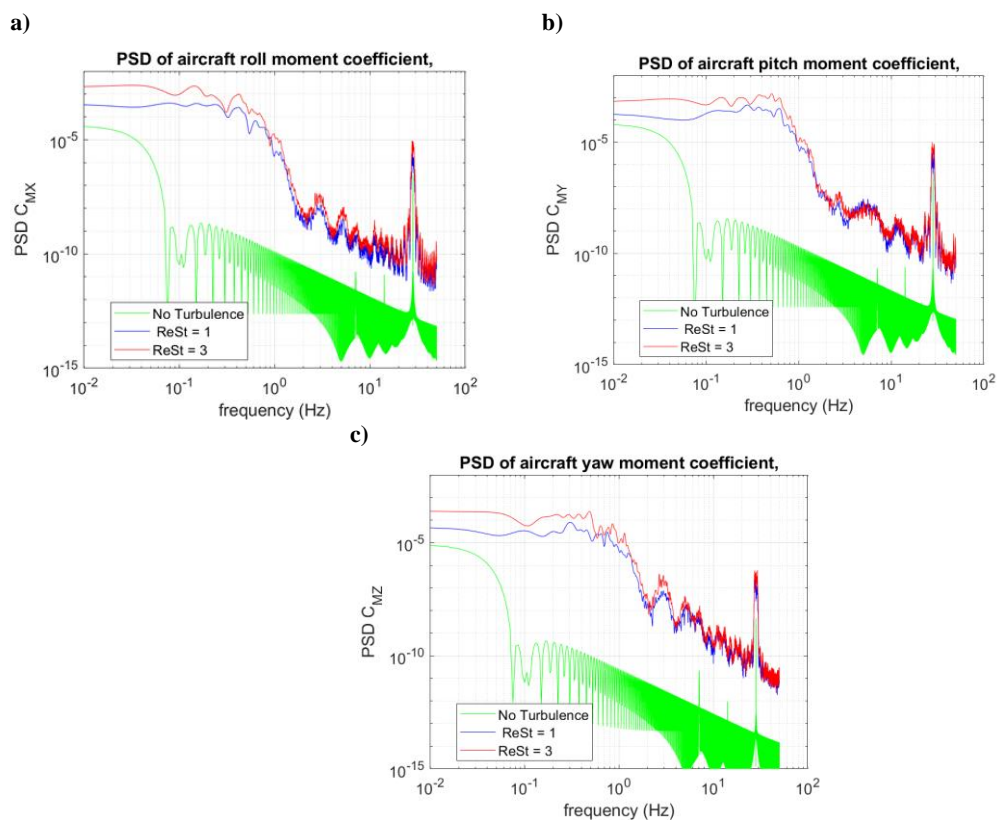 a)
PSD of aircraft roll moment coefficient,
PSD C_MX
10^-5
10^-10
10^-15
No Turbulence
ReSt = 1
ReSt = 3
10^-2 10^-1 10^0 10^1 10^2
frequency (Hz)
b)
PSD of aircraft pitch moment coefficient,
PSD C_MY
10^-5
10^-10
10^-15
No Turbulence
ReSt = 1
ReSt = 3
10^-2 10^-1 10^0 10^1 10^2
frequency (Hz)
c)
PSD of aircraft yaw moment coefficient,
PSD C_MZ
10^-5
10^-10
10^-15
No Turbulence
ReSt = 1
ReSt = 3
10^-2 10^-1 10^0 10^1 10^2
frequency (Hz)